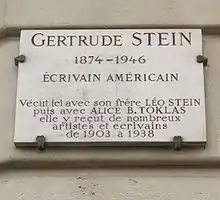 GERTRUDE STEIN
1874-1946
ÉCRIVAIN AMÉRICAIN
Vécut ici avec son frère LÉO STEIN
puis avec ALICE B. TOKLAS
elle y reçut de nombreux
artistes et écrivains
de 1903 à 1938